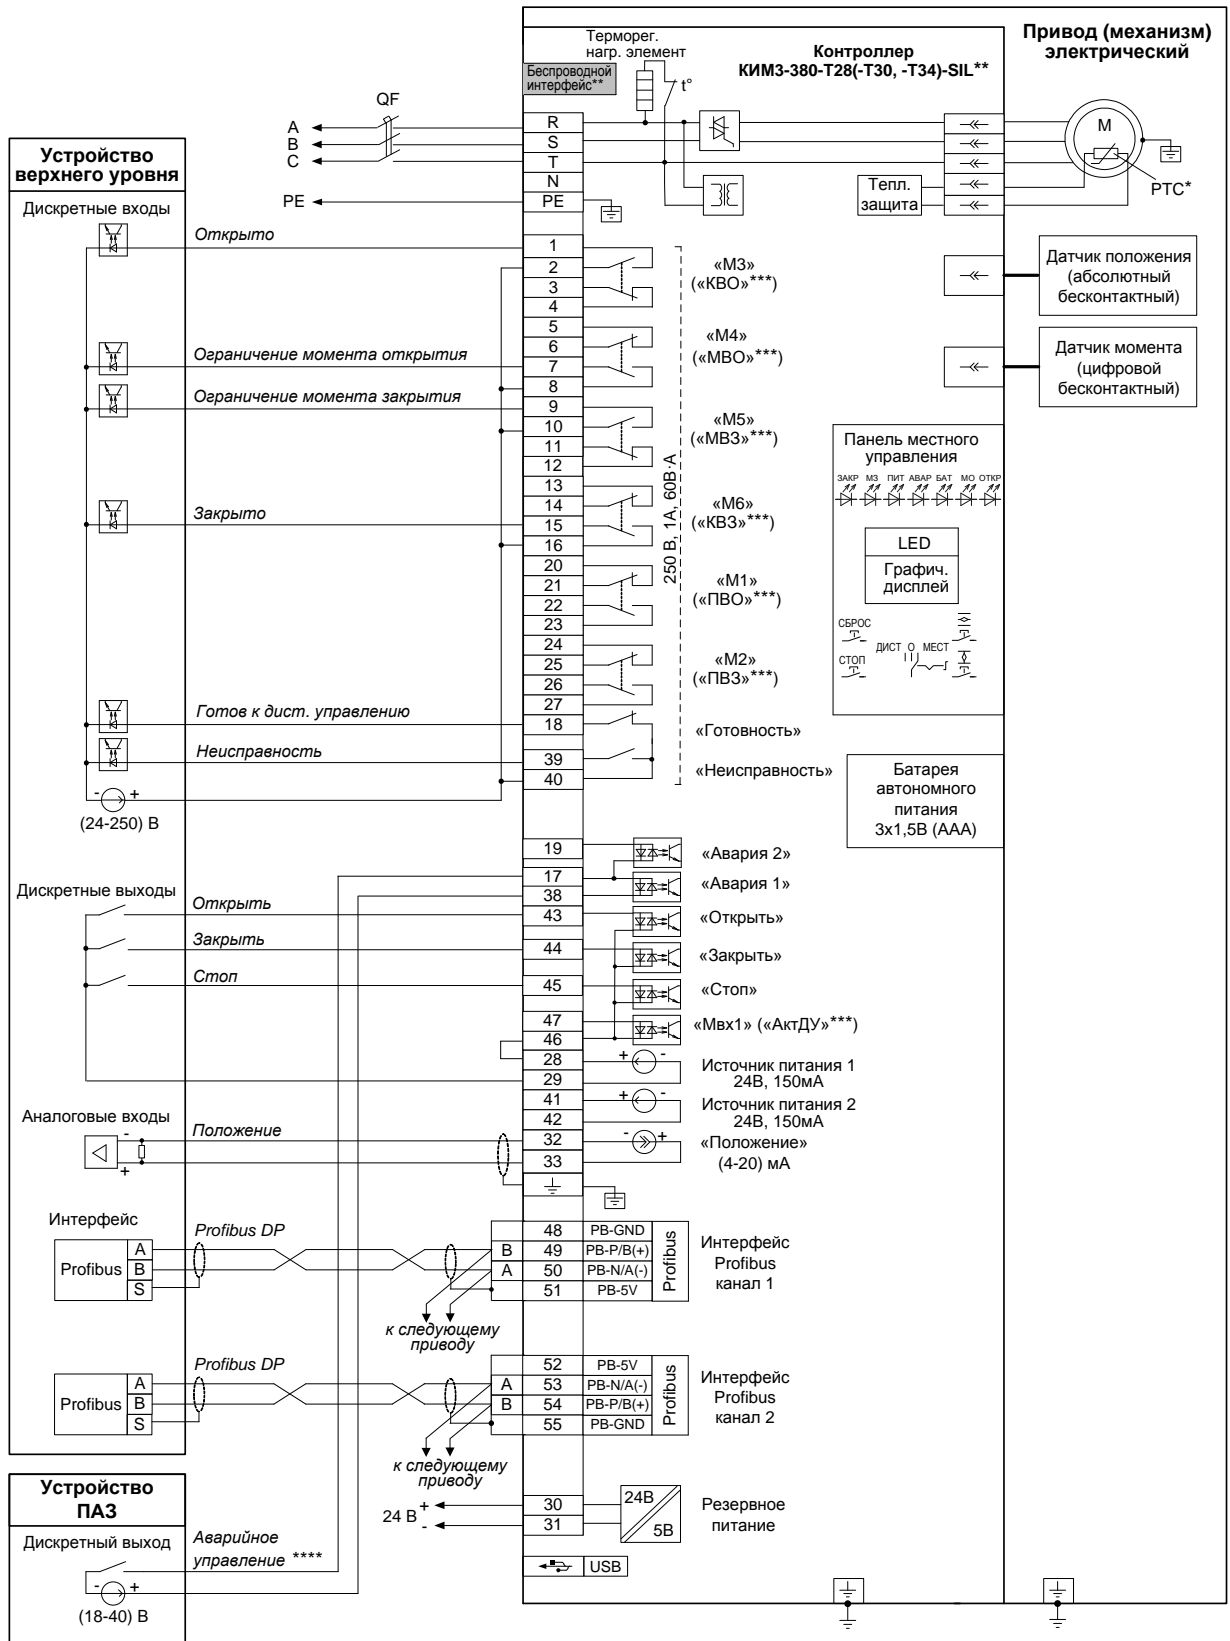 Привод (механизм)
электрический
Контроллер
КИМ3-380-Т28(-Т30, -Т34)-SIL**
Терморег.
нагр. элемент
t°
Беспроводной
интерфейс**
QF
A
B
C
PE
R
S
T
N
PE
M
PTC*
Тепл.
защита
Устройство
верхнего уровня
Дискретные входы
Открыто
Ограничение момента открытия
Ограничение момента закрытия
Закрыто
Готов к дист. управлению
Неисправность
- +
(24-250) В
1
2
3
4
5
6
7
8
9
10
11
12
13
14
15
16
20
21
22
23
24
25
26
27
18
39
40
«М3»
(«КВО»***)
«М4»
(«МВО»***)
«М5»
(«МВЗ»***)
«М6»
(«КВЗ»***)
«М1»
(«ПВО»***)
«М2»
(«ПВЗ»***)
«Готовность»
«Неисправность»
250 В, 1А, 60В·А
Датчик положения
(абсолютный
бесконтактный)
Датчик момента
(цифровой
бесконтактный)
Панель местного
управления
ЗАКР МЗ ПИТ АВАР БАТ МО ОТКР
LED
Графич.
дисплей
СБРОС
СТОП
ДИСТ О МЕСТ
Батарея
автономного
питания
3х1,5В (ААА)
Дискретные выходы
Открыть
Закрыть
Стоп
19
17
38
43
44
45
47
46
28
29
41
42
32
33
«Авария 2»
«Авария 1»
«Открыть»
«Закрыть»
«Стоп»
«Мвх1» («АктДУ»***)
+ -
Источник питания 1
24В, 150мА
+ -
Источник питания 2
24В, 150мА
- +
«Положение»
(4-20) мА
Аналоговые входы
-
+
Положение
Интерфейс
Profibus
A
B
S
Profibus DP
к следующему
приводу
B
A
48 PB-GND
49 PB-P/B(+)
50 PB-N/A(-)
51 PB-5V
Profibus
Интерфейс
Profibus
канал 1
Profibus
A
B
S
Profibus DP
к следующему
приводу
A
B
52 PB-5V
53 PB-N/A(-)
54 PB-P/B(+)
55 PB-GND
Profibus
Интерфейс
Profibus
канал 2
24 В
+
-
30
31
24В
5В
Резервное
питание
USB
Устройство
ПАЗ
Дискретный выход
- +
(18-40) В
Аварийное
управление ****